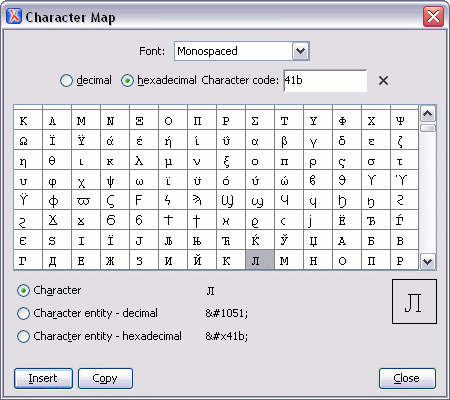 Character Map
Font: Monospaced
decimal hexadecimal Character code: 41b
Κ Λ Μ Ν Ξ Ο Π Ρ Σ Τ Υ Φ Χ Ψ
Ω Ϊ Ϋ ά έ ή ί ΰ α β γ δ ε ζ
η θ ι κ λ μ ν ξ ο π ρ ς σ τ
υ φ χ ψ ω ϊ ϋ ό ύ ώ ϐ ϑ ϒ ϓ
ϔ ϕ ϖ Ϛ Ϝ Ϟ Ϡ Ϣ ϣ Ϥ ϥ Ϧ ϧ Ϩ
ϩ Ϫ ϫ Ϭ ϭ Ϯ ϯ ϰ ϱ ϲ ϳ Ё Ђ Ѓ
Є Ѕ І Ї Ј Љ Њ Ћ Ќ Ў Џ А Б В
Г Д Е Ж З И Й К Л М Н О П Р
Character Л
Character entity - decimal &#1051;
Character entity - hexadecimal &#x41b;
Л
Insert Copy Close